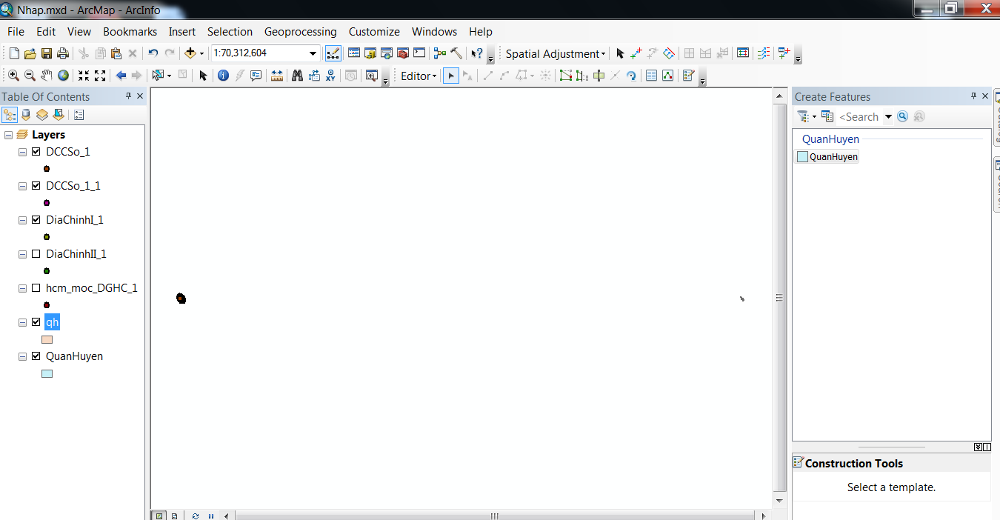 Nhap.mxd - ArcMap - ArcInfo
File Edit View Bookmarks Insert Selection Geoprocessing Customize Windows Help
1:70,312,604
Spatial Adjustment
Editor
Table Of Contents
Layers
DCCSo_1
DCCSo_1_1
DiaChinhI_1
DiaChinhII_1
hcm_moc_DGHC_1
qh
QuanHuyen
Create Features
<Search
QuanHuyen
QuanHuyen
Construction Tools
Select a template.